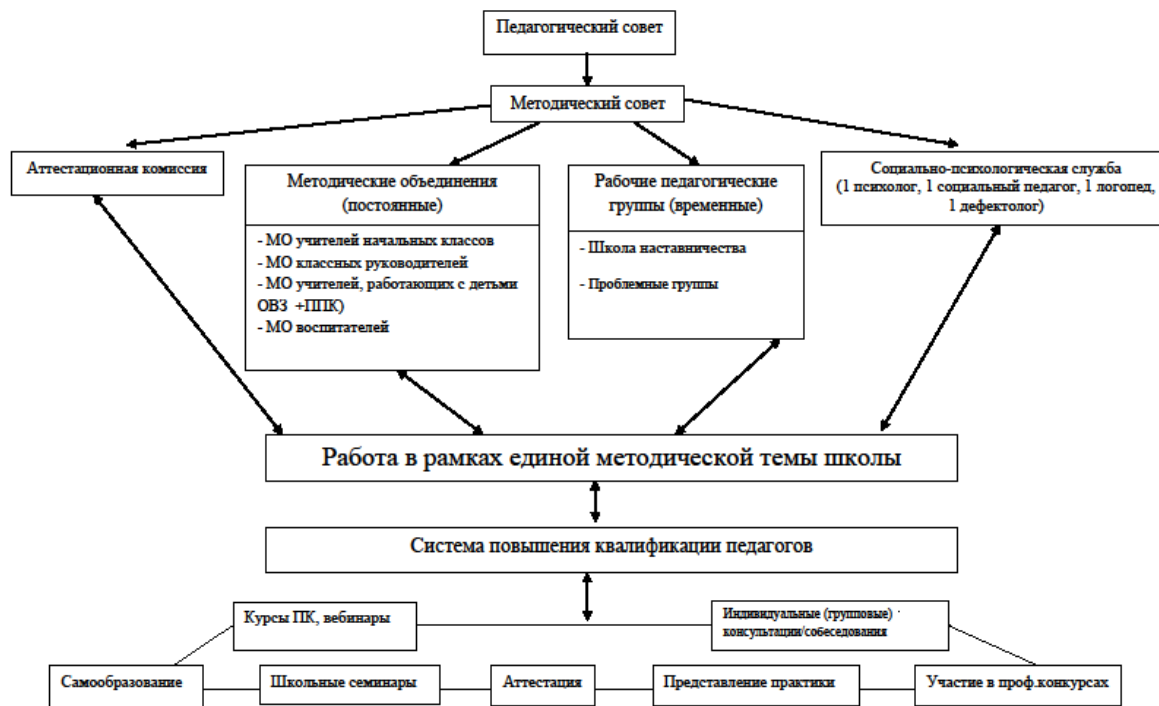 Педагогический совет
Методический совет
Аттестационная комиссия
Методические объединения
(постоянные)
- МО учителей начальных классов
- МО классных руководителей
- МО учителей, работающих с детьми
ОВЗ +ППК)
- МО воспитателей
Рабочие педагогические
группы (временные)
- Школа наставничества
- Проблемные группы
Социально-психологическая служба
(1 психолог, 1 социальный педагог, 1 логопед,
1 дефектолог)
Работа в рамках единой методической темы школы
Система повышения квалификации педагогов
Курсы ПК, вебинары
Индивидуальные (групповые)
консультации/собеседования
Самообразование
Школьные семинары
Аттестация
Представление практики
Участие в проф.конкурсах